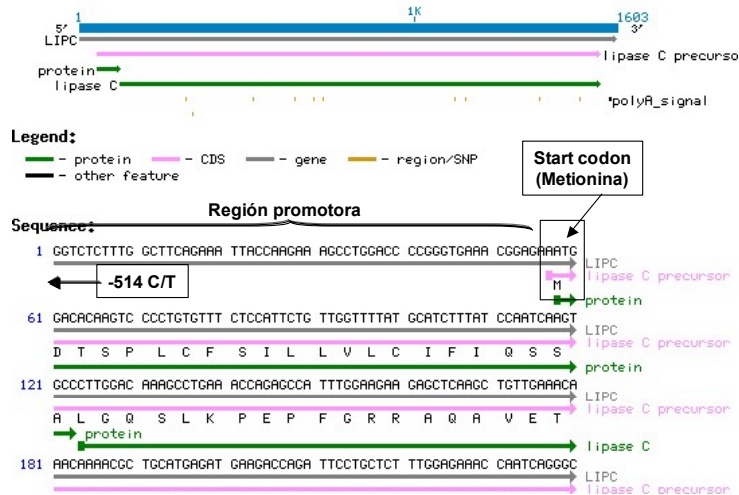 1 1K 1603
5' 3'
LIPC
lipase C precurso
protein
lipase C
polyA_signal
Legend:
- protein - CDS - gene - region/SNP
- other feature
Start codon
(Metionina)
Región promotora
Sequence:
1 GGTCTCTTTG GCTTCAGAAA TTACCAAGAA AGCCTGGACC CCGGGTGAAA CGGAGAAATG
LIPC
-514 C/T
lipase C precursor
M
protein
61 GACACAAGTC CCCTGTGTTT CTCCATTCTG TTGGTTTTAT GCATCTTTAT CCAATCAAGT
LIPC
lipase C precursor
D T S P L C F S I L L V L C I F I Q S S
protein
121 GCCCTTGGAC AAAGCCTGAA ACCAGAGCCA TTTGGAAGAA GAGCTCAAGC TGTTGAAACA
LIPC
lipase C precursor
A L G Q S L K P E P F G R R A Q A V E T
protein
lipase C
181 AACAAAACGC TGCATGAGAT GAAGACCAGA TTCCTGCTCT TTGGAGAAAC CAATCAGGGC
LIPC
lipase C precursor